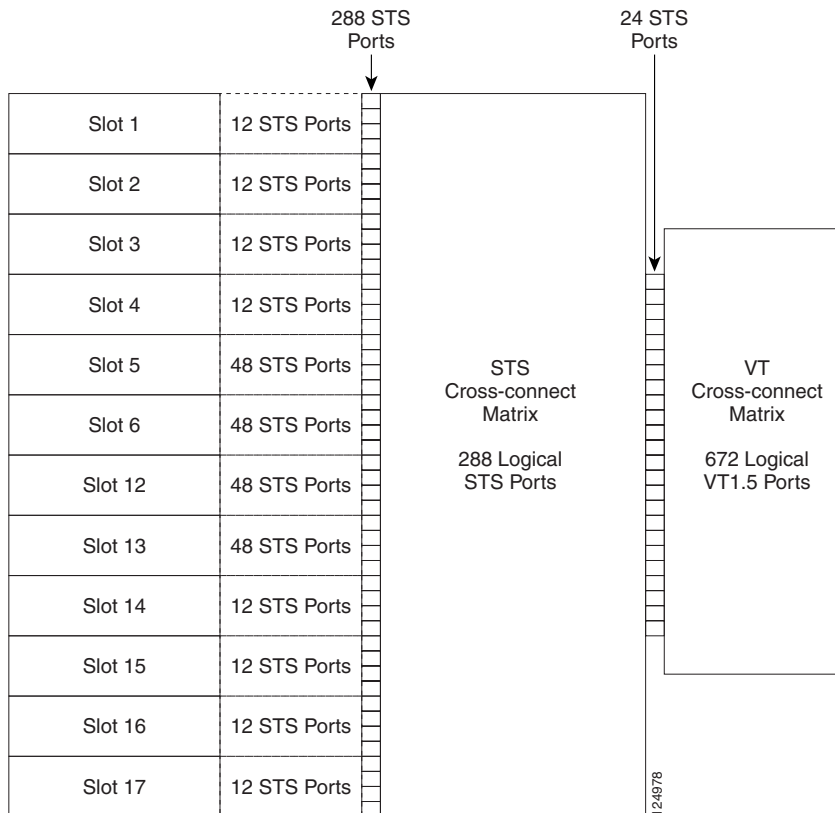 288 STS
Ports
24 STS
Ports
Slot 1
12 STS Ports
Slot 2
12 STS Ports
Slot 3
12 STS Ports
Slot 4
12 STS Ports
Slot 5
48 STS Ports
Slot 6
48 STS Ports
Slot 12
48 STS Ports
Slot 13
48 STS Ports
Slot 14
12 STS Ports
Slot 15
12 STS Ports
Slot 16
12 STS Ports
Slot 17
12 STS Ports
STS
Cross-connect
Matrix
288 Logical
STS Ports
VT
Cross-connect
Matrix
672 Logical
VT1.5 Ports
124978